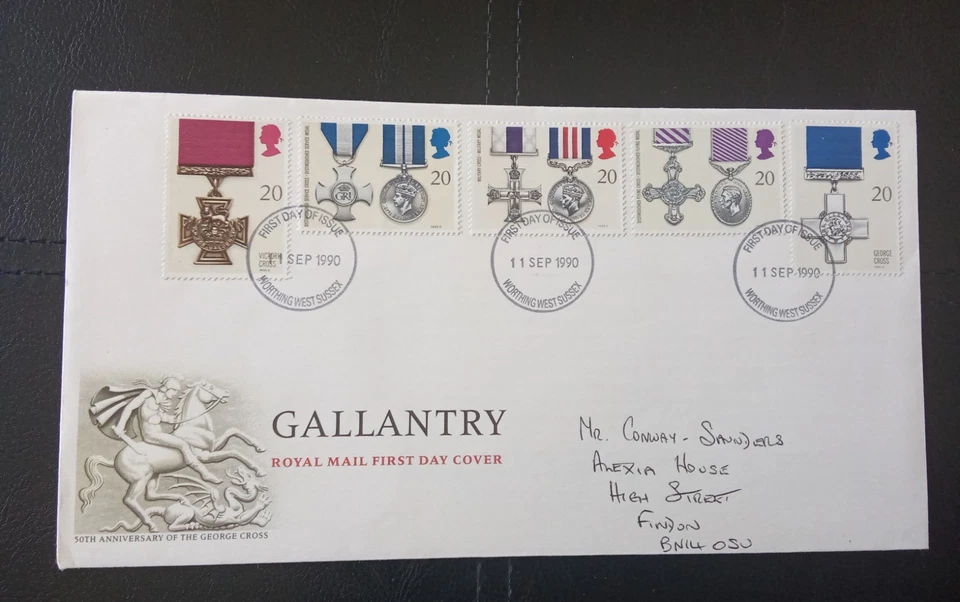 20
VICTORIA
CROSS
20
20
20
20
GEORGE
CROSS
FIRST DAY OF ISSUE
11 SEP 1990
WORTHING WEST SUSSEX
FIRST DAY OF ISSUE
11 SEP 1990
WORTHING WEST SUSSEX
FIRST DAY OF ISSUE
11 SEP 1990
WORTHING WEST SUSSEX
GALLANTRY
ROYAL MAIL FIRST DAY COVER
50TH ANNIVERSARY OF THE GEORGE CROSS
MR. CONWAY - SAUNDERS
ALEXIA HOUSE
HIGH STREET
FINDON
BN14 0SU